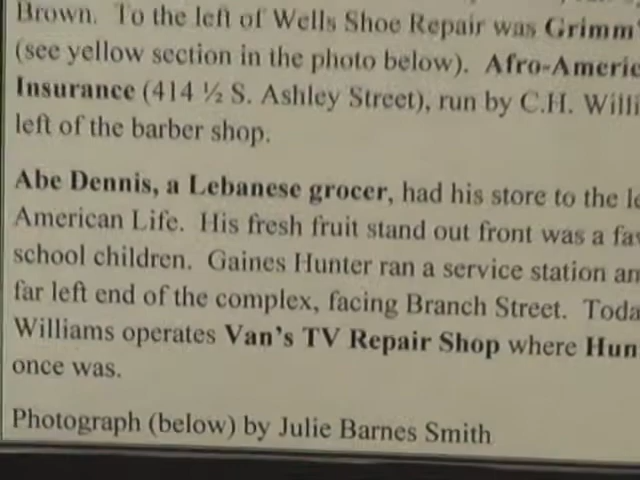 Brown. To the left of Wells Shoe Repair was Grimm'
(see yellow section in the photo below). Afro-Americ
Insurance (414 ½ S. Ashley Street), run by C.H. Willi
left of the barber shop.
Abe Dennis, a Lebanese grocer, had his store to the le
American Life. His fresh fruit stand out front was a fav
school children. Gaines Hunter ran a service station an
far left end of the complex, facing Branch Street. Toda
Williams operates Van's TV Repair Shop where Hun
once was.
Photograph (below) by Julie Barnes Smith